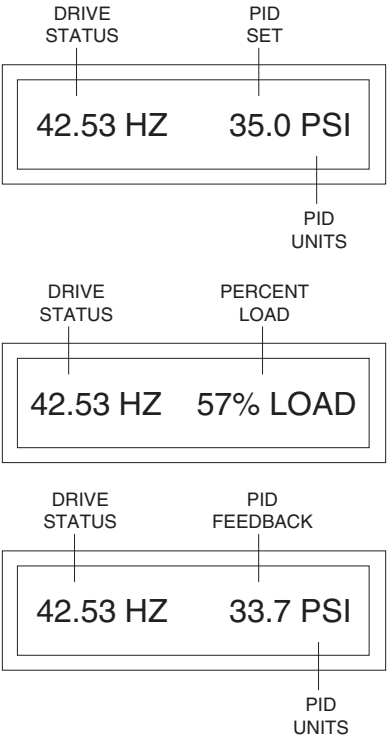 DRIVE
STATUS
PID
SET
42.53 HZ 35.0 PSI
PID
UNITS
DRIVE
STATUS
PERCENT
LOAD
42.53 HZ 57% LOAD
DRIVE
STATUS
PID
FEEDBACK
42.53 HZ 33.7 PSI
PID
UNITS